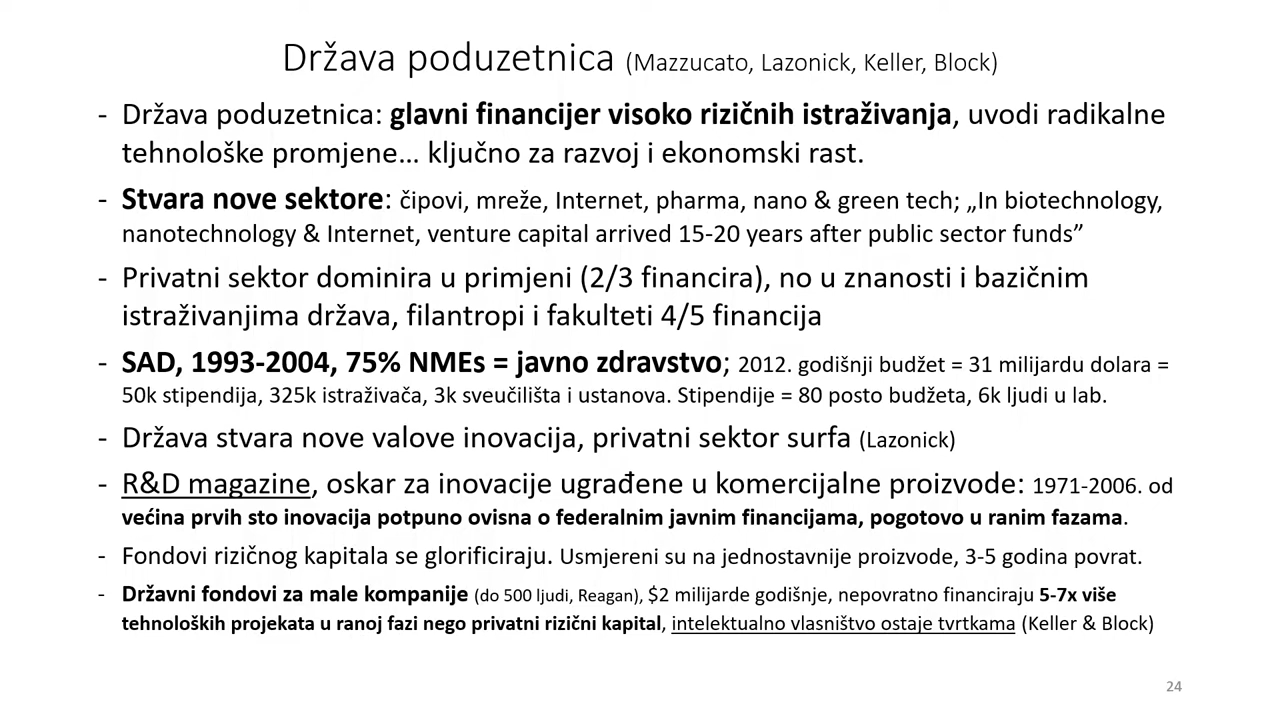 Država poduzetnica (Mazzucato, Lazonick, Keller, Block)
- Država poduzetnica: glavni financijer visoko rizičnih istraživanja, uvodi radikalne
tehnološke promjene... ključno za razvoj i ekonomski rast.
- Stvara nove sektore: čipovi, mreže, Internet, pharma, nano & green tech; „In biotechnology,
nanotechnology & Internet, venture capital arrived 15-20 years after public sector funds”
- Privatni sektor dominira u primjeni (2/3 financira), no u znanosti i bazičnim
istraživanjima država, filantropi i fakulteti 4/5 financija
- SAD, 1993-2004, 75% NMEs = javno zdravstvo; 2012. godišnji budžet = 31 milijardu dolara =
50k stipendija, 325k istraživača, 3k sveučilišta i ustanova. Stipendije = 80 posto budžeta, 6k ljudi u lab.
- Država stvara nove valove inovacija, privatni sektor surfa (Lazonick)
- R&D magazine, oskar za inovacije ugrađene u komercijalne proizvode: 1971-2006. od
većina prvih sto inovacija potpuno ovisna o federalnim javnim financijama, pogotovo u ranim fazama.
- Fondovi rizičnog kapitala se glorificiraju. Usmjereni su na jednostavnije proizvode, 3-5 godina povrat.
- Državni fondovi za male kompanije (do 500 ljudi, Reagan), $2 milijarde godišnje, nepovratno financiraju 5-7x više
tehnoloških projekata u ranoj fazi nego privatni rizični kapital, intelektualno vlasništvo ostaje tvrtkama (Keller & Block)
24